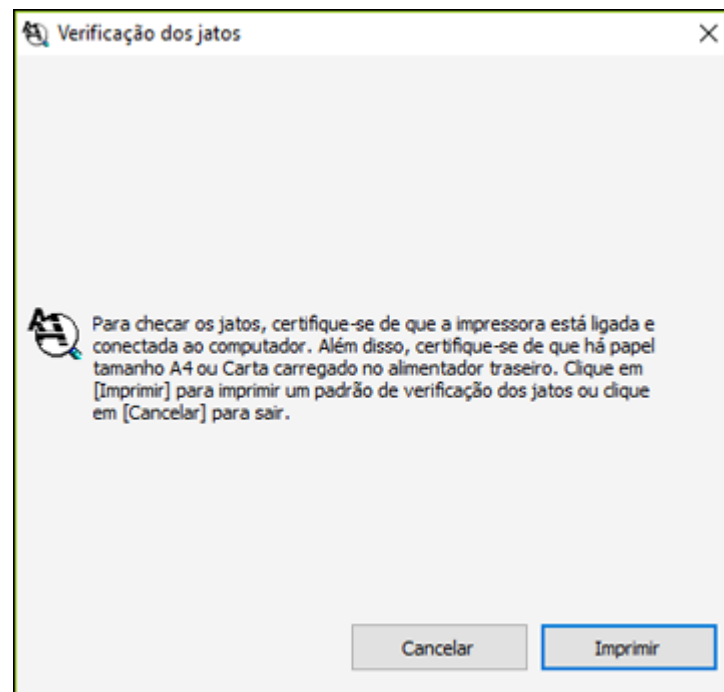 Verificação dos jatos
Para checar os jatos, certifique-se de que a impressora está ligada e
conectada ao computador. Além disso, certifique-se de que há papel
tamanho A4 ou Carta carregado no alimentador traseiro. Clique em
[Imprimir] para imprimir um padrão de verificação dos jatos ou clique
em [Cancelar] para sair.
Cancelar
Imprimir